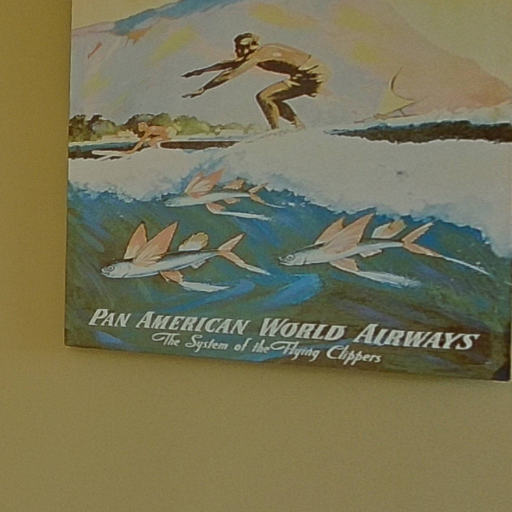 PAN AMERICAN WORLD AIRWAYS
The System of the Flying Clippers